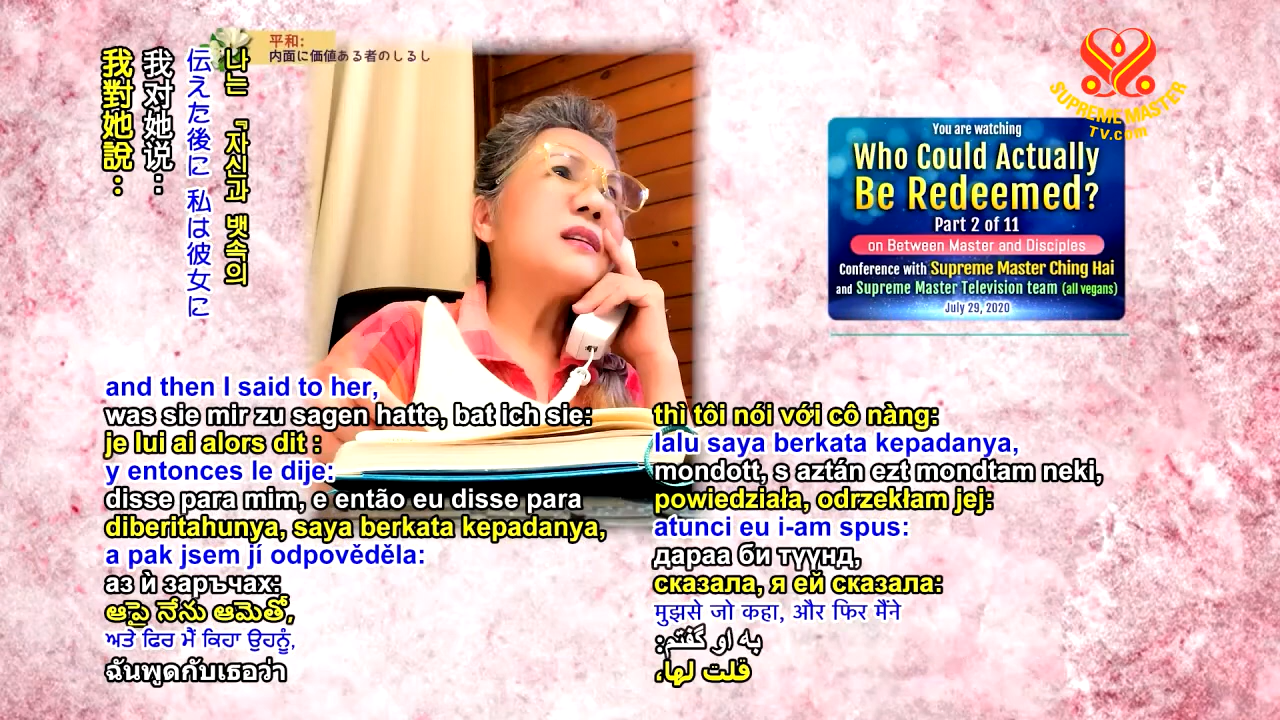 平和:
内面に価値ある者のしるし
我對她說：
我对她说：
伝えた後に 私は彼女に
나는 『자신과 뱃속의
SUPREME MASTER
TV.com
You are watching
Who Could Actually
Be Redeemed?
Part 2 of 11
on Between Master and Disciples
Conference with Supreme Master Ching Hai
and Supreme Master Television team (all vegans)
July 29, 2020
and then I said to her,
was sie mir zu sagen hatte, bat ich sie:
je lui ai alors dit :
y entonces le dije:
disse para mim, e então eu disse para
diberitahunya, saya berkata kepadanya,
a pak jsem jí odpověděla:
аз ѝ заръчах:
ఆపై నేను ఆమెతో,
ਅਤੇ ਫਿਰ ਮੈਂ ਕਿਹਾ ਉਹਨੂੰ,
ฉันพูดกับเธอว่า
thì tôi nói với cô nàng:
lalu saya berkata kepadanya,
mondott, s aztán ezt mondtam neki,
powiedziała, odrzekłam jej:
atunci eu i-am spus:
дараа би түүнд,
сказала, я ей сказала:
मुझसे जो कहा, और फिर मैंने
به او گفتم:
قلت لها،